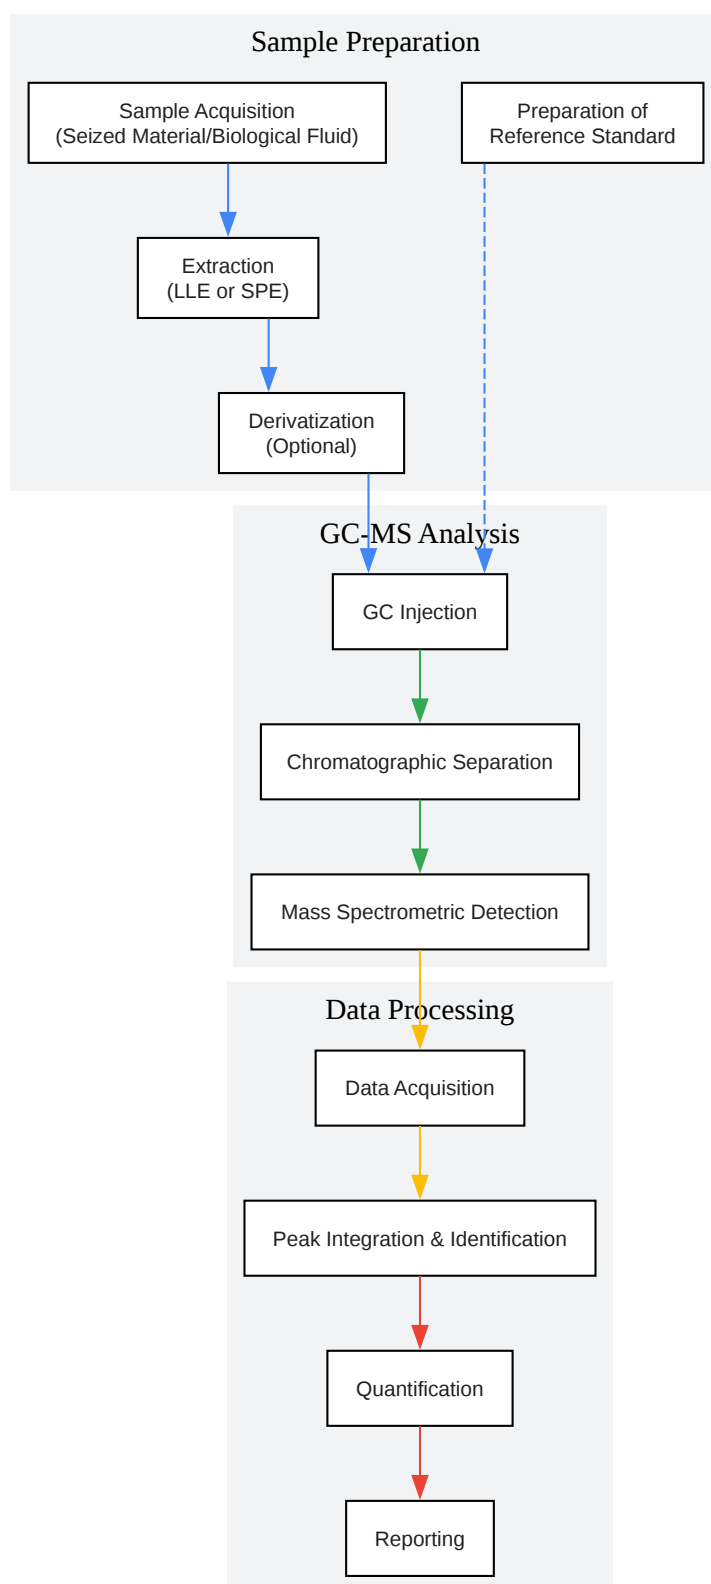 Sample Preparation
Sample Acquisition
(Seized Material/Biological Fluid)
Preparation of
Reference Standard
Extraction
(LLE or SPE)
Derivatization
(Optional)
GC-MS Analysis
GC Injection
Chromatographic Separation
Mass Spectrometric Detection
Data Processing
Data Acquisition
Peak Integration & Identification
Quantification
Reporting